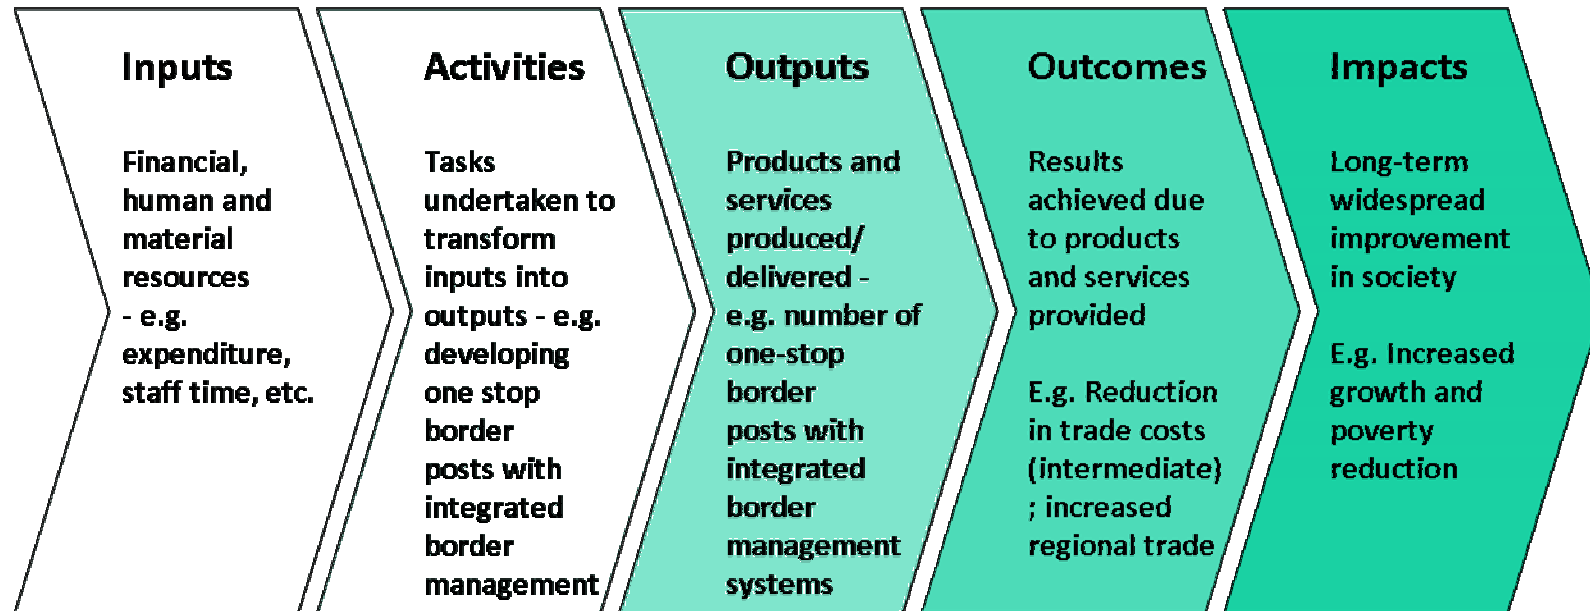 Inputs
Financial,
human and
material
resources
- e.g.
expenditure,
staff time, etc.
Activities
Tasks
undertaken to
transform
inputs into
outputs - e.g.
developing
one stop
border
posts with
integrated
border
management
Outputs
Products and
services
produced/
delivered -
e.g. number of
one-stop
border
posts with
integrated
border
management
systems
Outcomes
Results
achieved due
to products
and services
provided
E.g. Reduction
in trade costs
(intermediate)
; increased
regional trade
Impacts
Long-term
widespread
improvement
in society
E.g. Increased
growth and
poverty
reduction